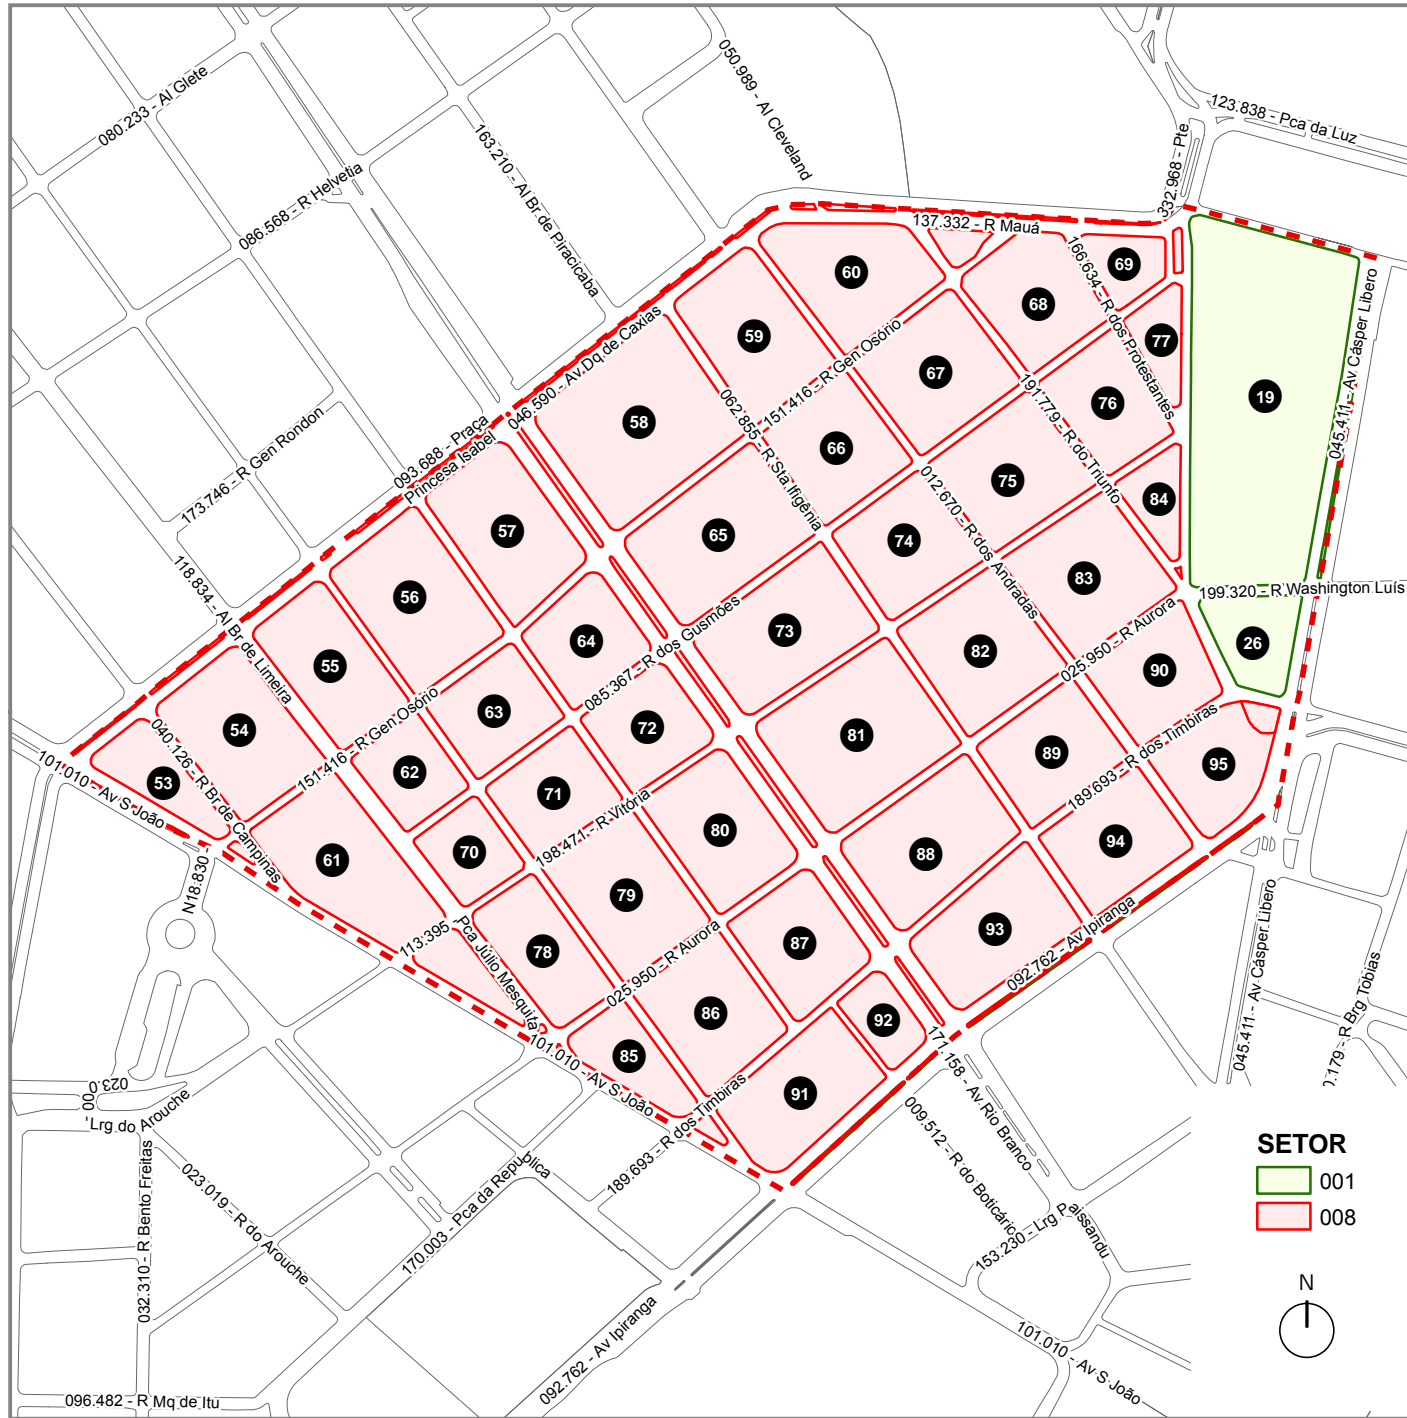 050.989 - Al Cleveland
080.233 - Al Glete
123.838 - Pca da Luz
163.210 - Al Br de Piracicaba
332.968 - Pte
086.568 - R Helvetia
137.332 - R Mauá
166.634 - R dos Protestantes
69
60
68
045.411 - Av Cásper Libero
59
77
046.590 - Av Dq de Caxias
151.416 - R Gen Osório
67
191.779 - R do Triunfo
19
76
062.855 - R Sta Ifigênia
58
173.746 - R Gen Rondon
093.688 - Praça
Princesa Isabel
66
012.670 - R dos Andradas
75
84
57
65
74
118.834 - Al Br de Limeira
83
199.320 - R Washington Luís
56
085.367 - R dos Gusmões
73
025.950 - R Aurora
64
82
26
55
90
63
72
54
040.126 - R Br de Campinas
151.416 - R Gen Osório
81
89
189.693 - R dos Timbiras
95
101.010 - Av S João
53
62
71
198.471 - R Vitória
80
61
70
88
94
N18.830 -
79
092.762 - Av Ipiranga
113.395 -
Pca Júlio Mesquita
78
025.950 - R Aurora
87
93
045.411 - Av Cásper Libero
86
92
101.010 - Av S João
85
171.158 - Av Rio Branco
0.179 - R Brg Tobias
91
189.693 - R dos Timbiras
023.0
00 -
Lrg do Arouche
009.512 - R do Boticário
032.310 - R Bento Freitas
023.019 - R do Arouche
170.003 - Pca da Republica
153.230 - Lrg Paissandu
SETOR
001
008
N
092.762 - Av Ipiranga
101.010 - Av S João
096.482 - R Mq de Itu